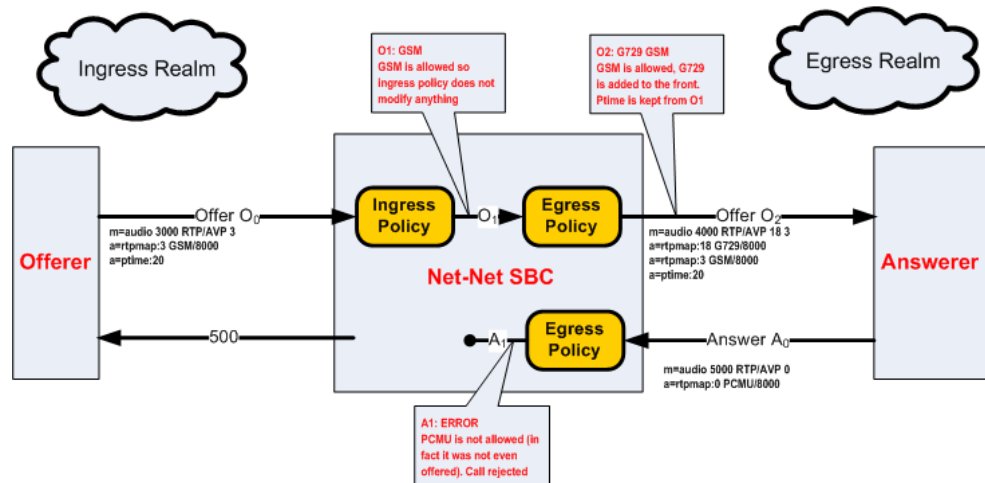 Ingress Realm
O1: GSM
GSM is allowed so
ingress policy does not
modify anything
O2: G729 GSM
GSM is allowed, G729
is added to the front.
Ptime is kept from O1
Egress Realm
Offerer
Offer O0
m=audio 3000 RTP/AVP 3
a=rtpmap:3 GSM/8000
a=ptime:20
Ingress
Policy
O1
Egress
Policy
Offer O2
m=audio 4000 RTP/AVP 18 3
a=rtpmap:18 G729/8000
a=rtpmap:3 GSM/8000
a=ptime:20
Answerer
Net-Net SBC
500
A1
Egress
Policy
Answer A0
m=audio 5000 RTP/AVP 0
a=rtpmap:0 PCMU/8000
A1: ERROR
PCMU is not allowed (in
fact it was not even
offered). Call rejected